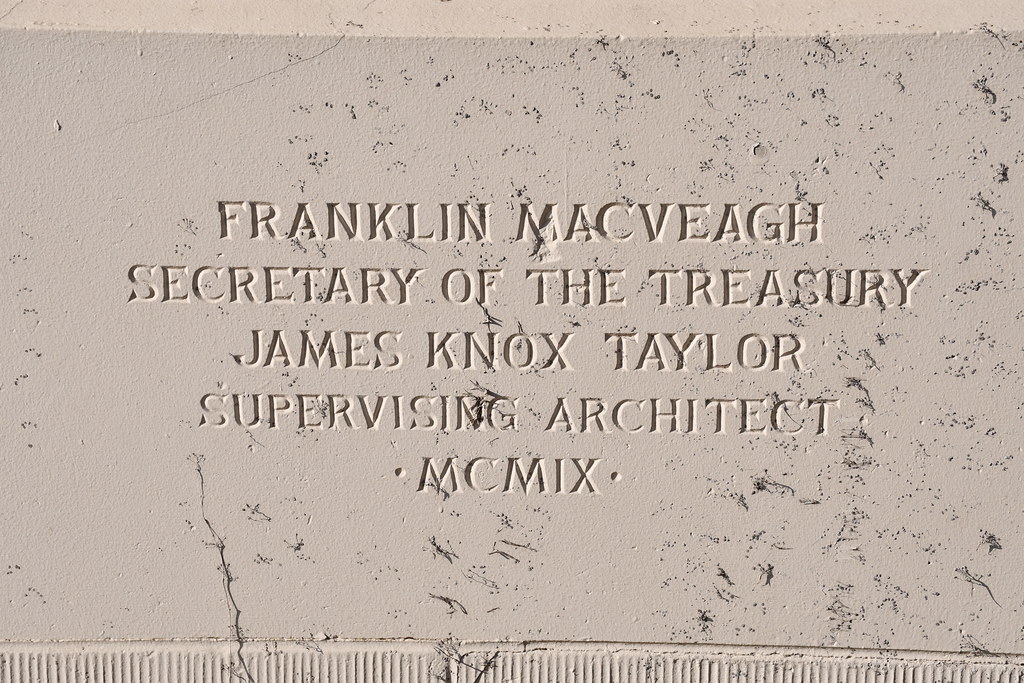 FRANKLIN MACVEAGH
SECRETARY OF THE TREASURY
JAMES KNOX TAYLOR
SUPERVISING ARCHITECT
· MCMIX ·